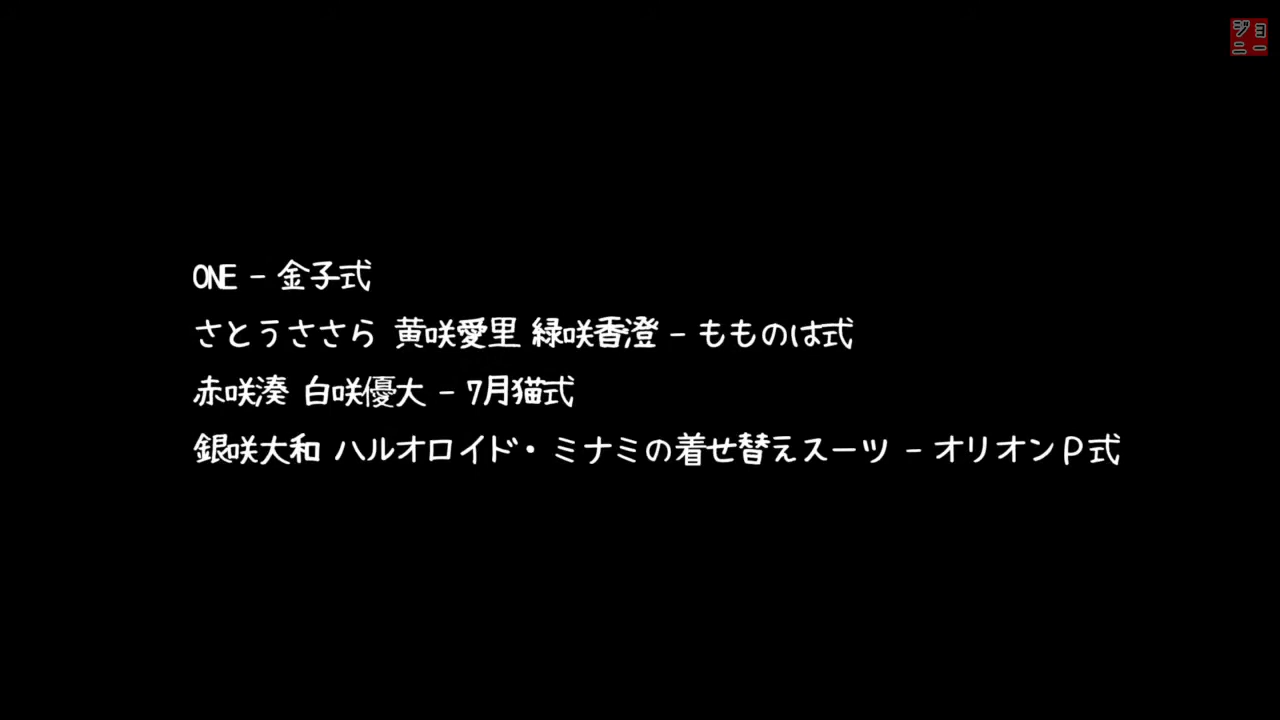 ジョ
ニー
ONE - 金子式
さとうささら 黄咲愛里 緑咲香澄 - もものは式
赤咲湊 白咲優大 - 7月猫式
銀咲大和 ハルオロイド・ミナミの着せ替えスーツ - オリオンP式